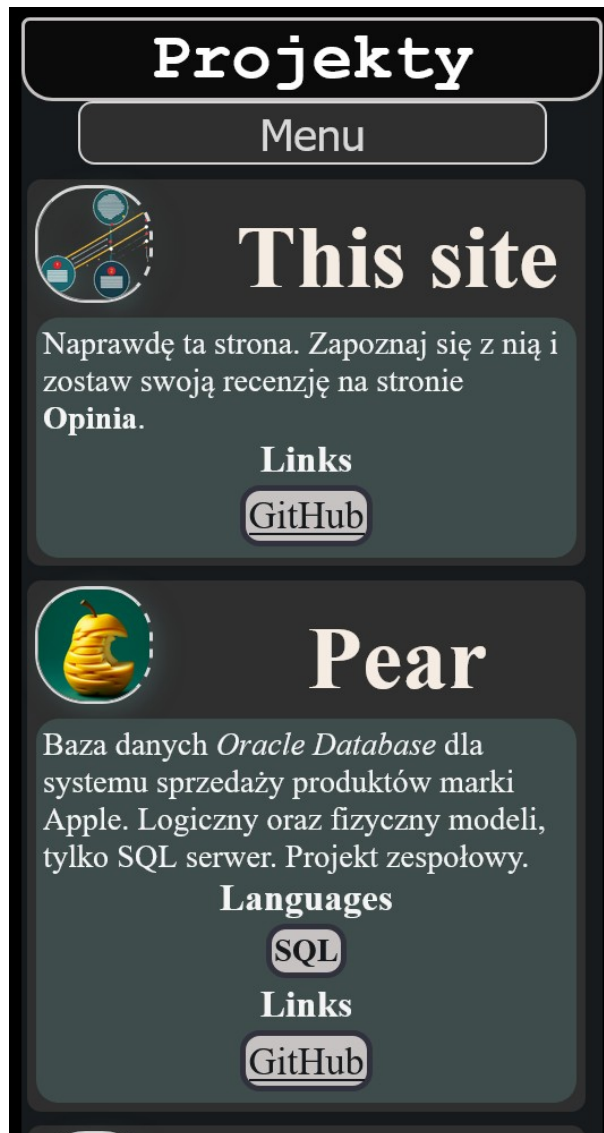 Projekty
Menu
This site
Naprawdę ta strona. Zapoznaj się z nią i
zostaw swoją recenzję na stronie
Opinia.
Links
GitHub
Pear
Baza danych Oracle Database dla
systemu sprzedaży produktów marki
Apple. Logiczny oraz fizyczny modeli,
tylko SQL serwer. Projekt zespołowy.
Languages
SQL
Links
GitHub